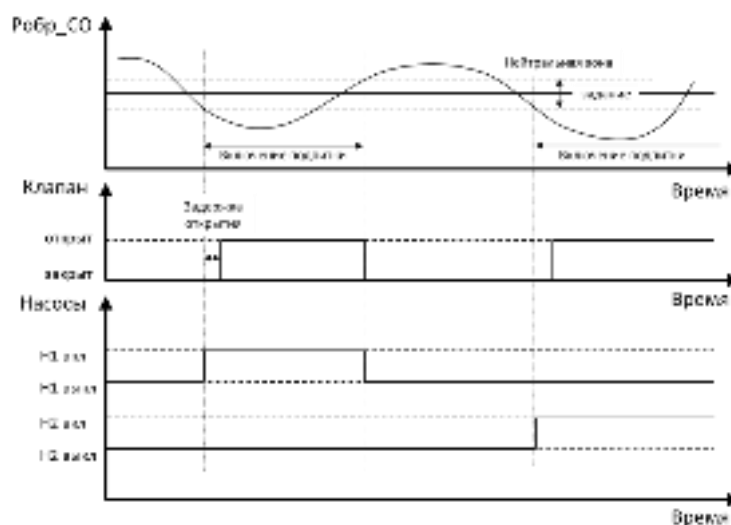 Pобр_СО
Нейтральная зона
задание
Включение подпитки
Включение подпитки
Время
Клапан
Задержка
открытия
открыт
закрыт
Время
Насосы
Н1 вкл
Н1 выкл
Н2 вкл
Н2 выкл
Время